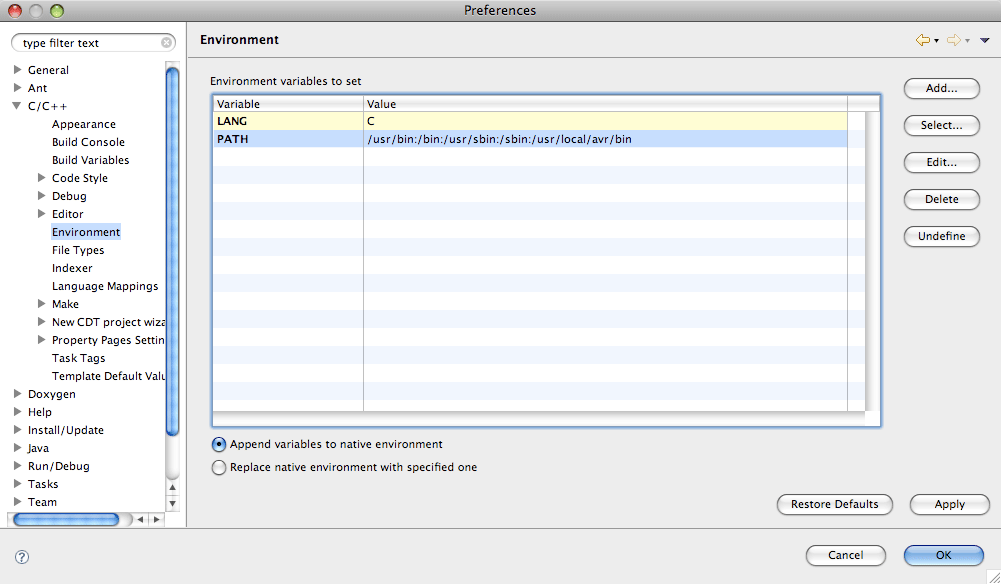 Preferences
type filter text
General
Ant
C/C++
Appearance
Build Console
Build Variables
Code Style
Debug
Editor
Environment
File Types
Indexer
Language Mappings
Make
New CDT project wiza
Property Pages Settin
Task Tags
Template Default Valu
Doxygen
Help
Install/Update
Java
Run/Debug
Tasks
Team
Environment
Environment variables to set
Variable Value
LANG C
PATH /usr/bin:/bin:/usr/sbin:/sbin:/usr/local/avr/bin
Add...
Select...
Edit...
Delete
Undefine
Append variables to native environment
Replace native environment with specified one
Restore Defaults Apply
? Cancel OK